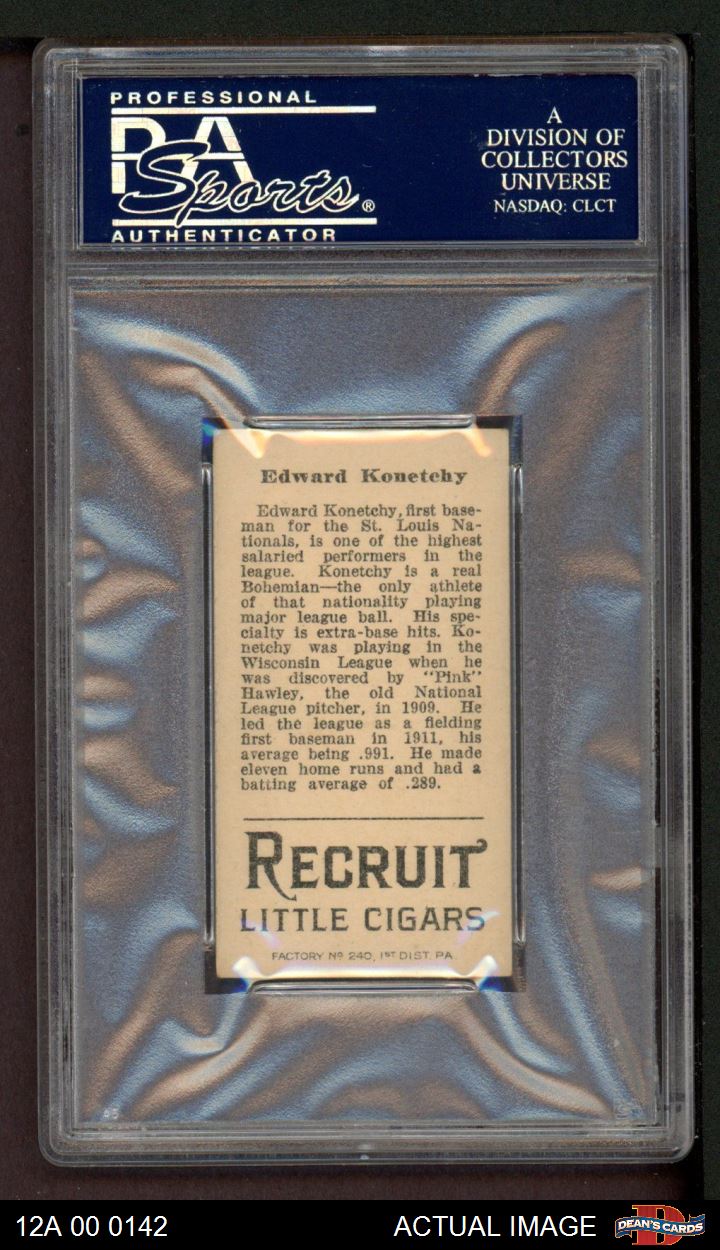 PROFESSIONAL
PSA
Sports®
AUTHENTICATOR
A
DIVISION OF
COLLECTORS
UNIVERSE
NASDAQ: CLCT
Edward Konetchy
Edward Konetchy, first base-
man for the St. Louis Na-
tionals, is one of the highest
salaried performers in the
league. Konetchy is a real
Bohemian—the only athlete
of that nationality playing
major league ball. His spe-
cialty is extra-base hits. Ko-
netchy was playing in the
Wisconsin League when he
was discovered by "Pink"
Hawley, the old National
League pitcher, in 1909. He
led the league as a fielding
first baseman in 1911, his
average being .991. He made
eleven home runs and had a
batting average of .289.
RECRUIT
LITTLE CIGARS
FACTORY Nº 240, 1ST DIST. PA.
12A 00 0142
ACTUAL IMAGE
DEAN'S CARDS